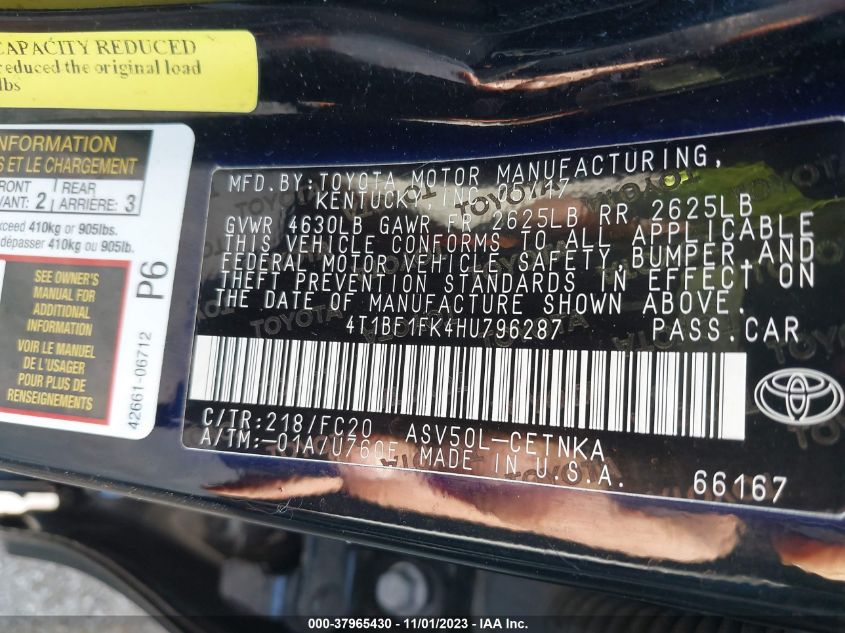 CAPACITY REDUCED
reduced the original load
lbs
INFORMATION
S ET LE CHARGEMENT
FRONT
VANT: 2
REAR
ARRIÈRE: 3
exceed 410kg or 905lbs.
dépasser 410kg ou 905lb.
SEE OWNER'S
MANUAL FOR
ADDITIONAL
INFORMATION
VOIR LE MANUEL
DE L'USAGER
POUR PLUS DE
RENSEIGNEMENTS
P6
42661-06712
MFD.BY:TOYOTA MOTOR MANUFACTURING,
KENTUCKY, INC. 05/17
GVWR 4630LB GAWR FR 2625LB RR 2625LB
THIS VEHICLE CONFORMS TO ALL APPLICABLE
FEDERAL MOTOR VEHICLE SAFETY, BUMPER, AND
THEFT PREVENTION STANDARDS IN EFFECT ON
THE DATE OF MANUFACTURE SHOWN ABOVE.
4T1BF1FK4HU796287 PASS.CAR
C/TR:218/FC20 ASV50L-CETNKA
A/TM:-01A/U760E MADE IN U.S.A.
TOYOTA
66167
000-37965430 - 11/01/2023 - © Copyright 2023 IAA, Inc.